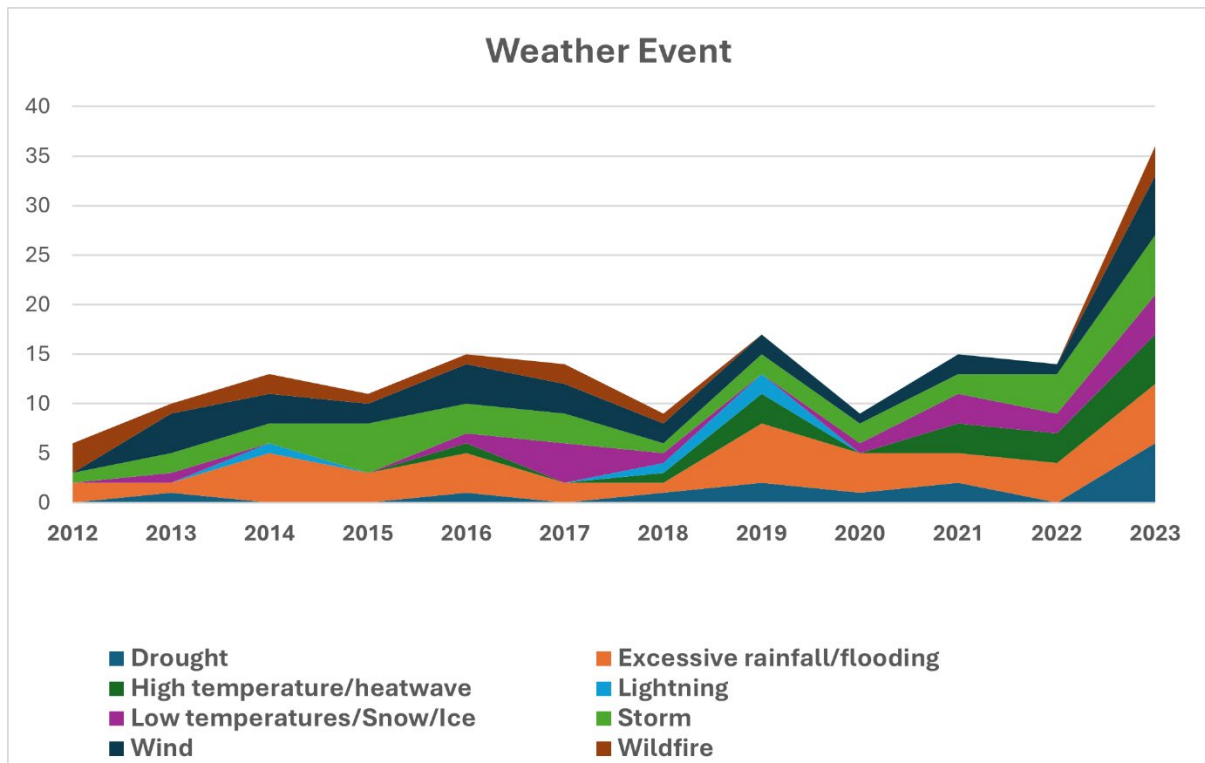 Weather Event
40
35
30
25
20
15
10
5
0
2012 2013 2014 2015 2016 2017 2018 2019 2020 2021 2022 2023
Drought Excessive rainfall/flooding
High temperature/heatwave Lightning
Low temperatures/Snow/Ice Storm
Wind Wildfire